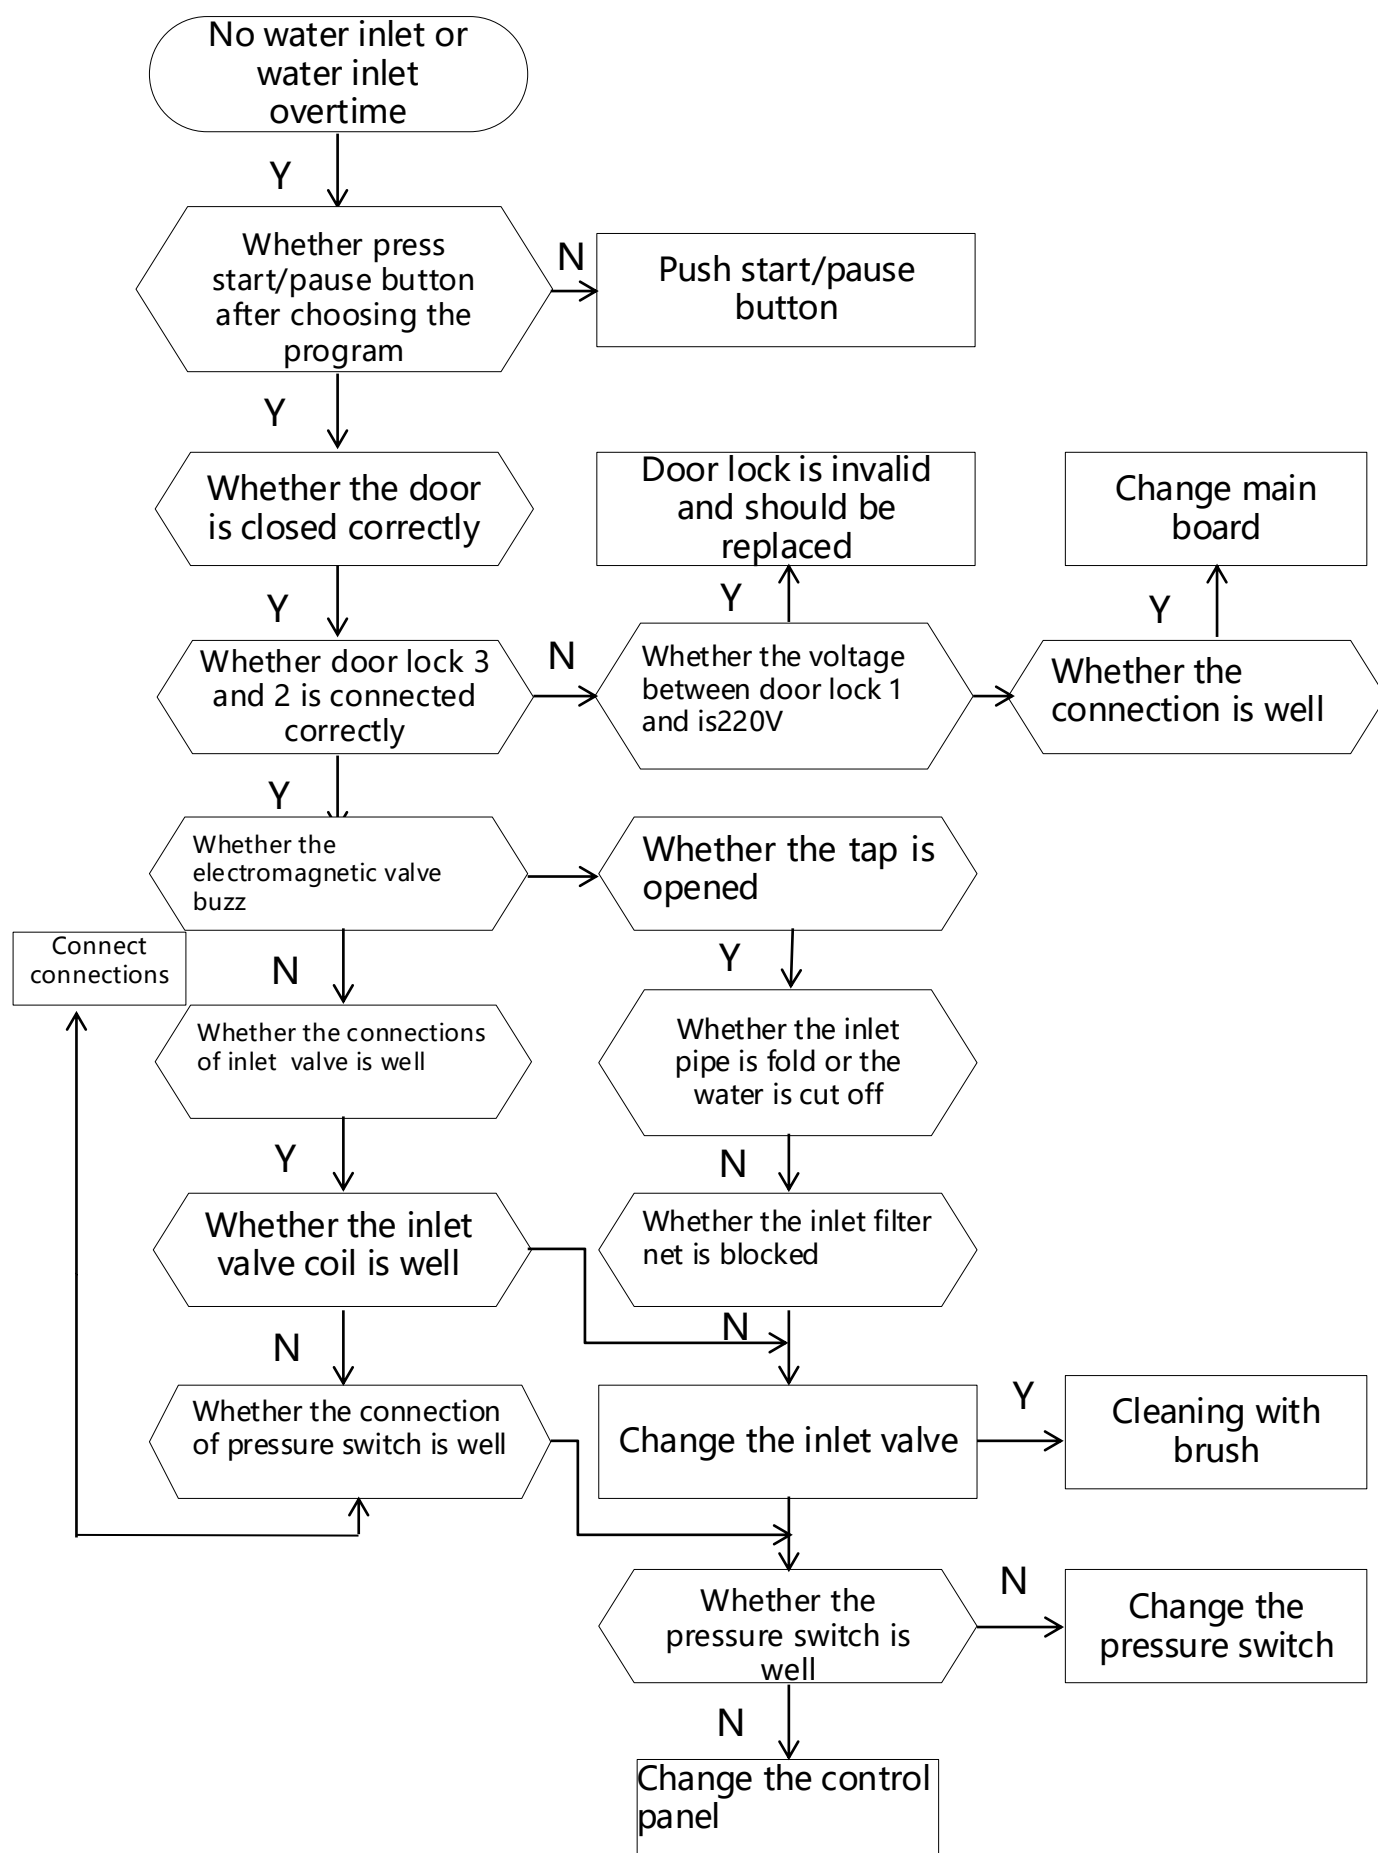 No water inlet or
water inlet
overtime
Y
Whether press
start/pause button
after choosing the
program
N
Push start/pause
button
Y
Whether the door
is closed correctly
Door lock is invalid
and should be
replaced
Change main
board
Y
Y
Y
Whether door lock 3
and 2 is connected
correctly
N
Whether the voltage
between door lock 1
and is220V
Whether the
connection is well
Y
Whether the
electromagnetic valve
buzz
Whether the tap is
opened
Connect
connections
N
Y
Whether the connections
of inlet valve is well
Whether the inlet
pipe is fold or the
water is cut off
Y
N
Whether the inlet
valve coil is well
Whether the inlet filter
net is blocked
N
N
Whether the connection
of pressure switch is well
Change the inlet valve
Y
Cleaning with
brush
Whether the
pressure switch is
well
N
Change the
pressure switch
N
Change the control
panel